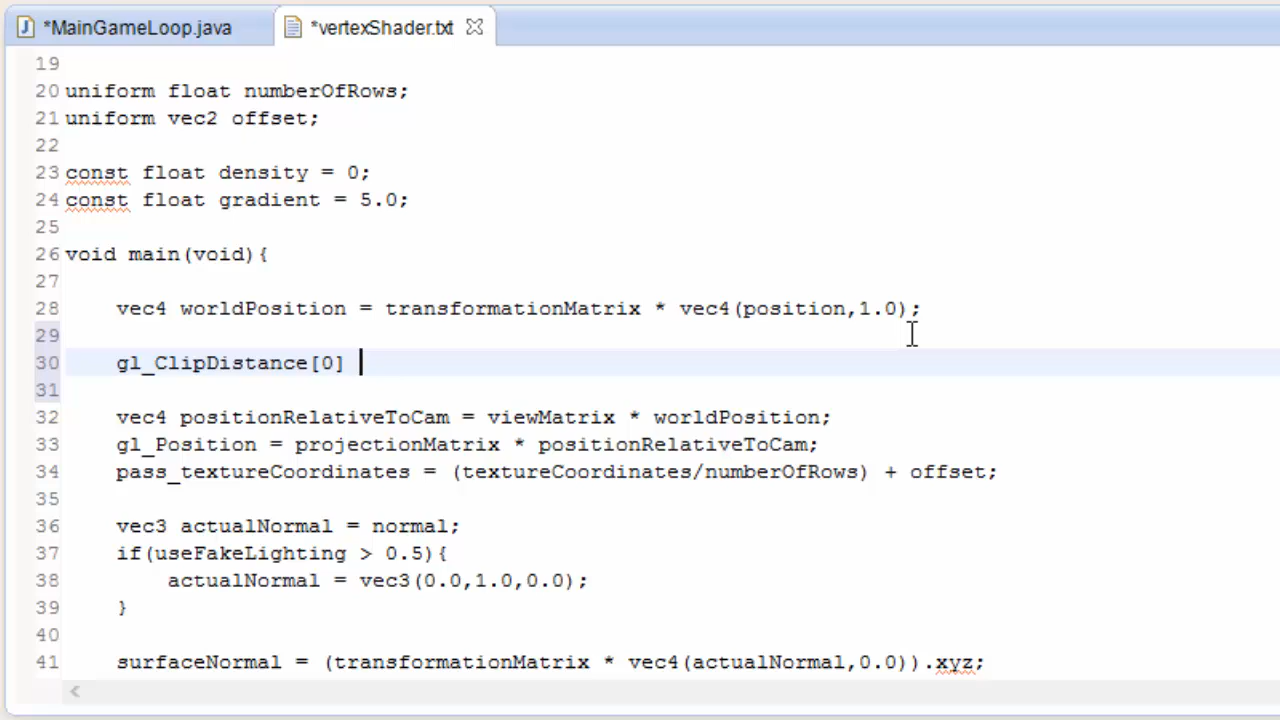 *MainGameLoop.java
*vertexShader.txt
19
20 uniform float numberOfRows;
21 uniform vec2 offset;
22
23 const float density = 0;
24 const float gradient = 5.0;
25
26 void main(void){
27
28 vec4 worldPosition = transformationMatrix * vec4(position,1.0);
29
30 gl_ClipDistance[0]
31
32 vec4 positionRelativeToCam = viewMatrix * worldPosition;
33 gl_Position = projectionMatrix * positionRelativeToCam;
34 pass_textureCoordinates = (textureCoordinates/numberOfRows) + offset;
35
36 vec3 actualNormal = normal;
37 if(useFakeLighting > 0.5){
38 actualNormal = vec3(0.0,1.0,0.0);
39 }
40
41 surfaceNormal = (transformationMatrix * vec4(actualNormal,0.0)).xyz;